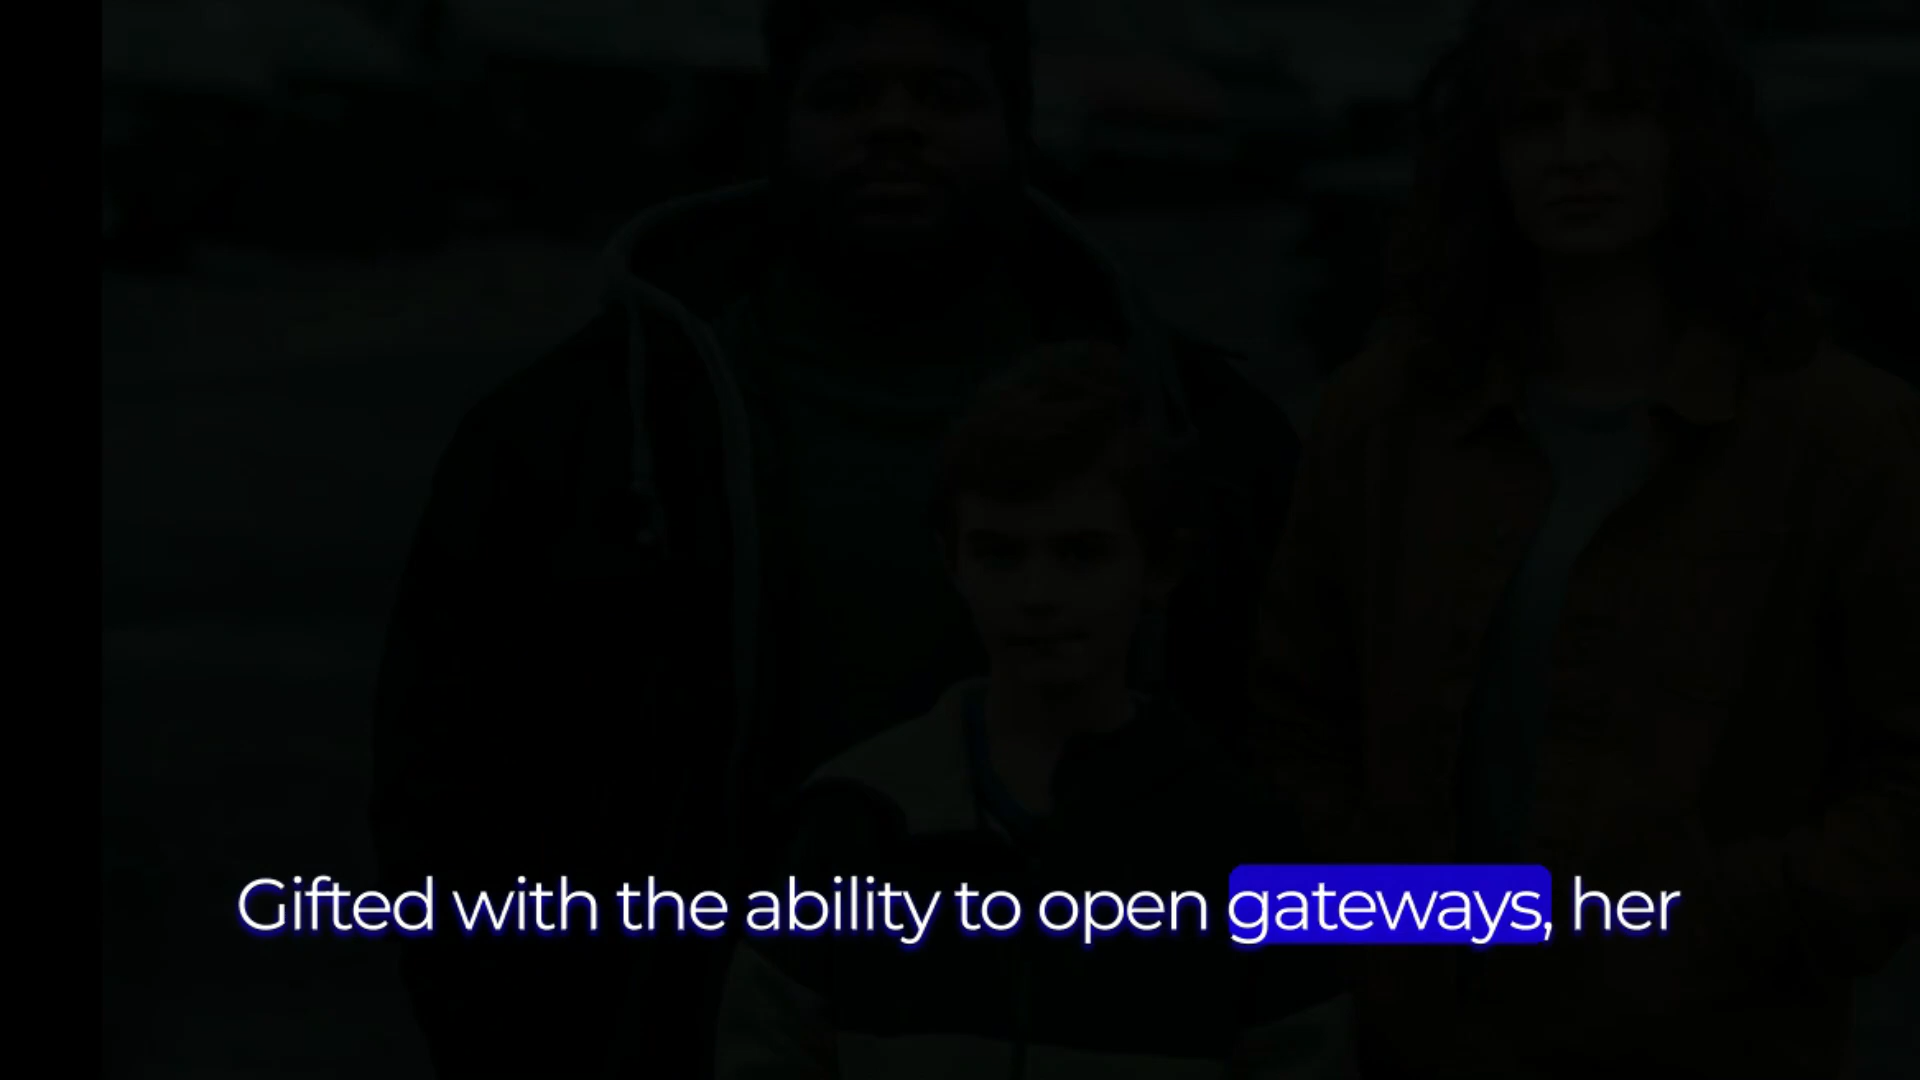 Gifted with the ability to open gateways, her